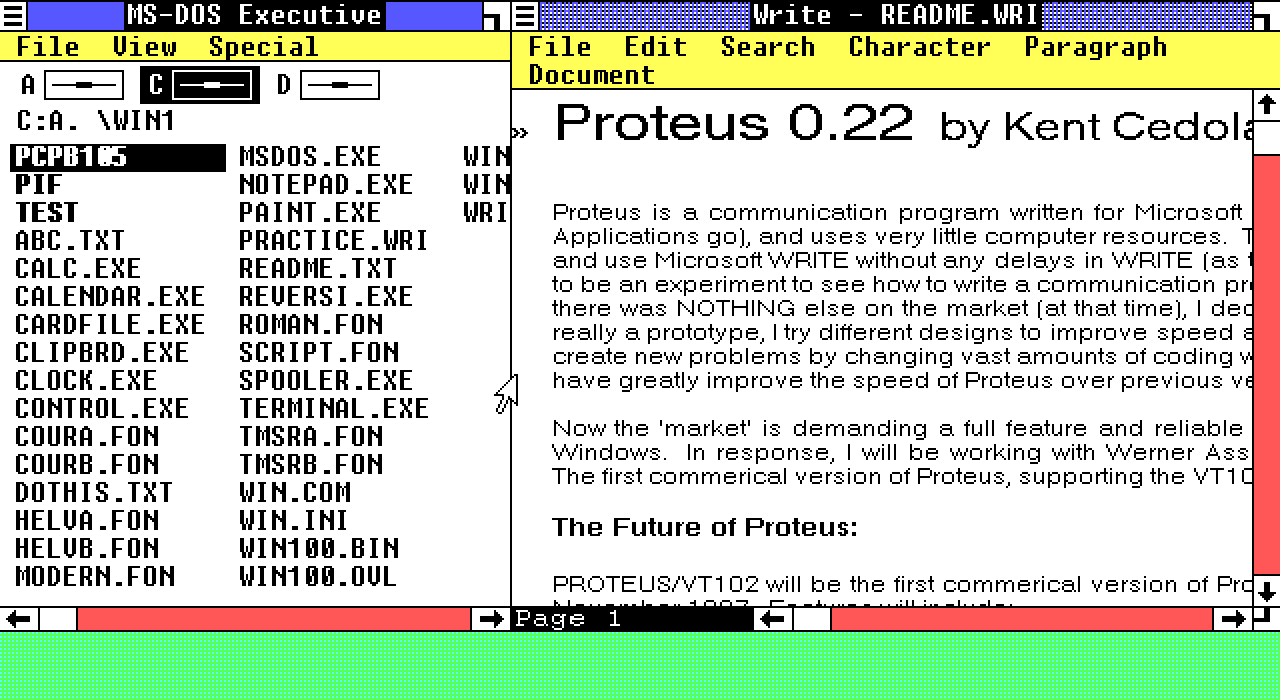 MS-DOS Executive
File View Special
A C D
C:A. \WIN1
PCPB105 MSDOS.EXE WIN
PIF NOTEPAD.EXE WIN
TEST PAINT.EXE WRI
ABC.TXT PRACTICE.WRI
CALC.EXE README.TXT
CALENDAR.EXE REVERSI.EXE
CARDFILE.EXE ROMAN.FON
CLIPBRD.EXE SCRIPT.FON
CLOCK.EXE SPOOLER.EXE
CONTROL.EXE TERMINAL.EXE
COURA.FON TMSRA.FON
COURB.FON TMSRB.FON
DOTHIS.TXT WIN.COM
HELVA.FON WIN.INI
HELVB.FON WIN100.BIN
MODERN.FON WIN100.OVL
Write - README.WRI
File Edit Search Character Paragraph
Document
» Proteus 0.22 by Kent Cedola
Proteus is a communication program written for Microsoft
Applications go), and uses very little computer resources. T
and use Microsoft WRITE without any delays in WRITE (as t
to be an experiment to see how to write a communication pro
there was NOTHING else on the market (at that time), I dec
really a prototype, I try different designs to improve speed a
create new problems by changing vast amounts of coding w
have greatly improve the speed of Proteus over previous ve
Now the 'market' is demanding a full feature and reliable
Windows. In response, I will be working with Werner Ass
The first commerical version of Proteus, supporting the VT10
The Future of Proteus:
PROTEUS/VT102 will be the first commerical version of Pro
November 1987. Features will include:
Page 1